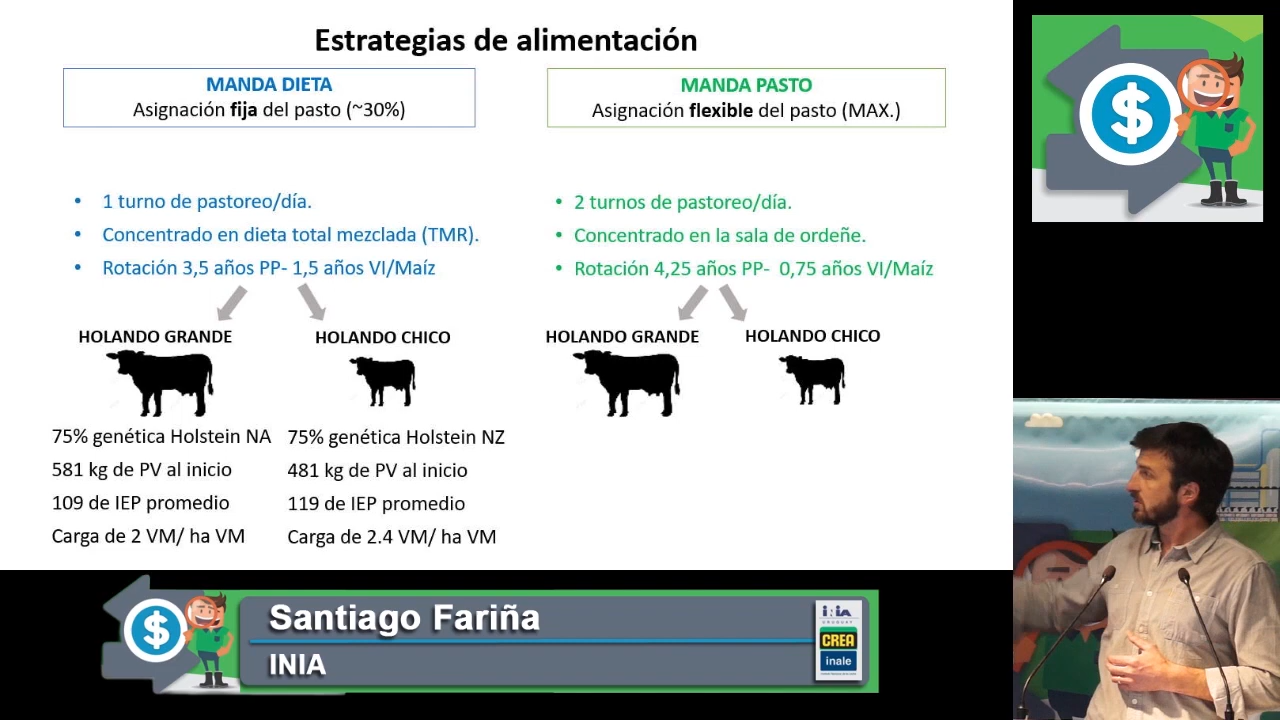 Estrategias de alimentación
MANDA DIETA
Asignación fija del pasto (~30%)
• 1 turno de pastoreo/día.
• Concentrado en dieta total mezclada (TMR).
• Rotación 3,5 años PP- 1,5 años VI/Maíz
HOLANDO GRANDE
HOLANDO CHICO
75% genética Holstein NA
581 kg de PV al inicio
109 de IEP promedio
Carga de 2 VM/ ha VM
75% genética Holstein NZ
481 kg de PV al inicio
119 de IEP promedio
Carga de 2.4 VM/ ha VM
MANDA PASTO
Asignación flexible del pasto (MAX.)
• 2 turnos de pastoreo/día.
• Concentrado en la sala de ordeñe.
• Rotación 4,25 años PP- 0,75 años VI/Maíz
HOLANDO GRANDE
HOLANDO CHICO
$
$
Santiago Fariña
INIA
inia
URUGUAY
CREA
inale